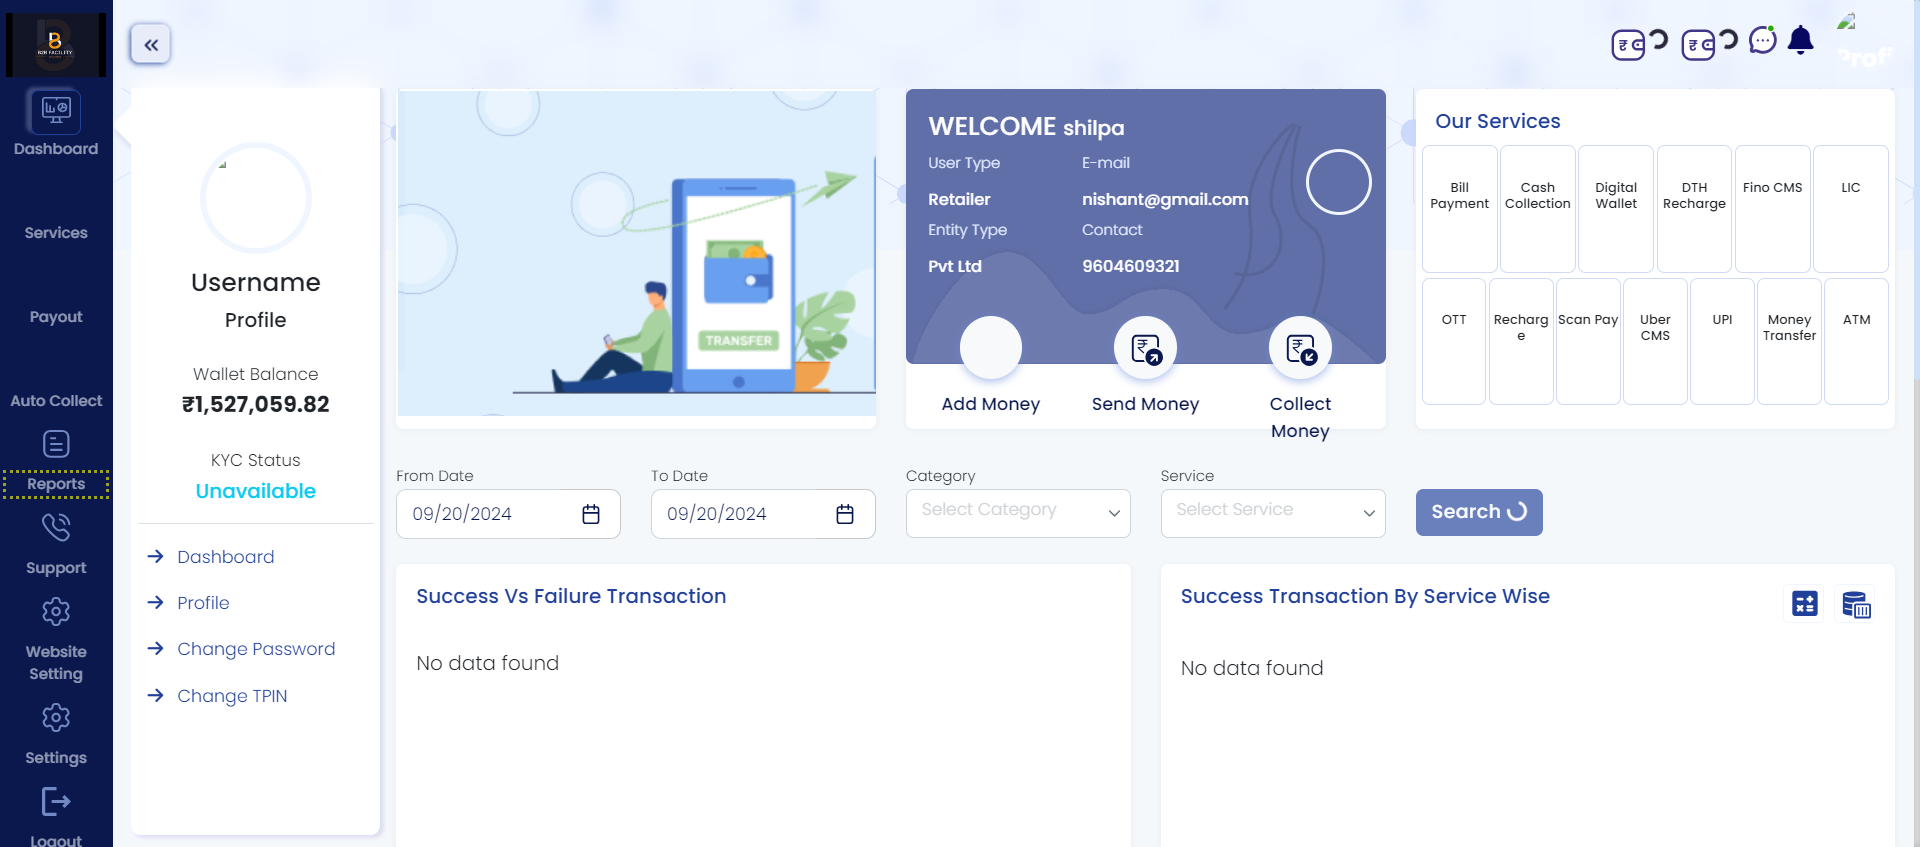 B2B FACILITY
Dashboard
Services
Payout
Auto Collect
Reports
Support
Website
Setting
Settings
Logout
Profi
Username
Profile
Wallet Balance
₹1,527,059.82
KYC Status
Unavailable
Dashboard
Profile
Change Password
Change TPIN
TRANSFER
WELCOME shilpa
User Type
E-mail
Retailer
nishant@gmail.com
Entity Type
Contact
Pvt Ltd
9604609321
Add Money
Send Money
Collect
Money
Our Services
Bill
Payment
Cash
Collection
Digital
Wallet
DTH
Recharge
Fino CMS
LIC
OTT
Recharg
e
Scan Pay
Uber
CMS
UPI
Money
Transfer
ATM
From Date
09/20/2024
To Date
09/20/2024
Category
Select Category
Service
Select Service
Search
Success Vs Failure Transaction
No data found
Success Transaction By Service Wise
No data found